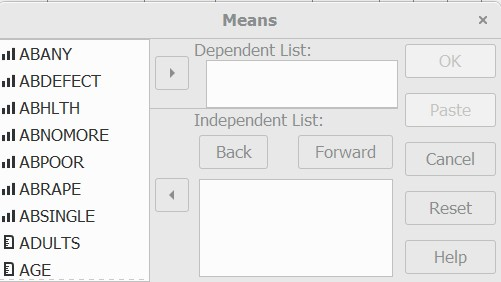 Means
ABANY
ABDEFECT
ABHLTH
ABNOMORE
ABPOOR
ABRAPE
ABSINGLE
ADULTS
AGE
Dependent List:
Independent List:
Back
Forward
OK
Paste
Cancel
Reset
Help